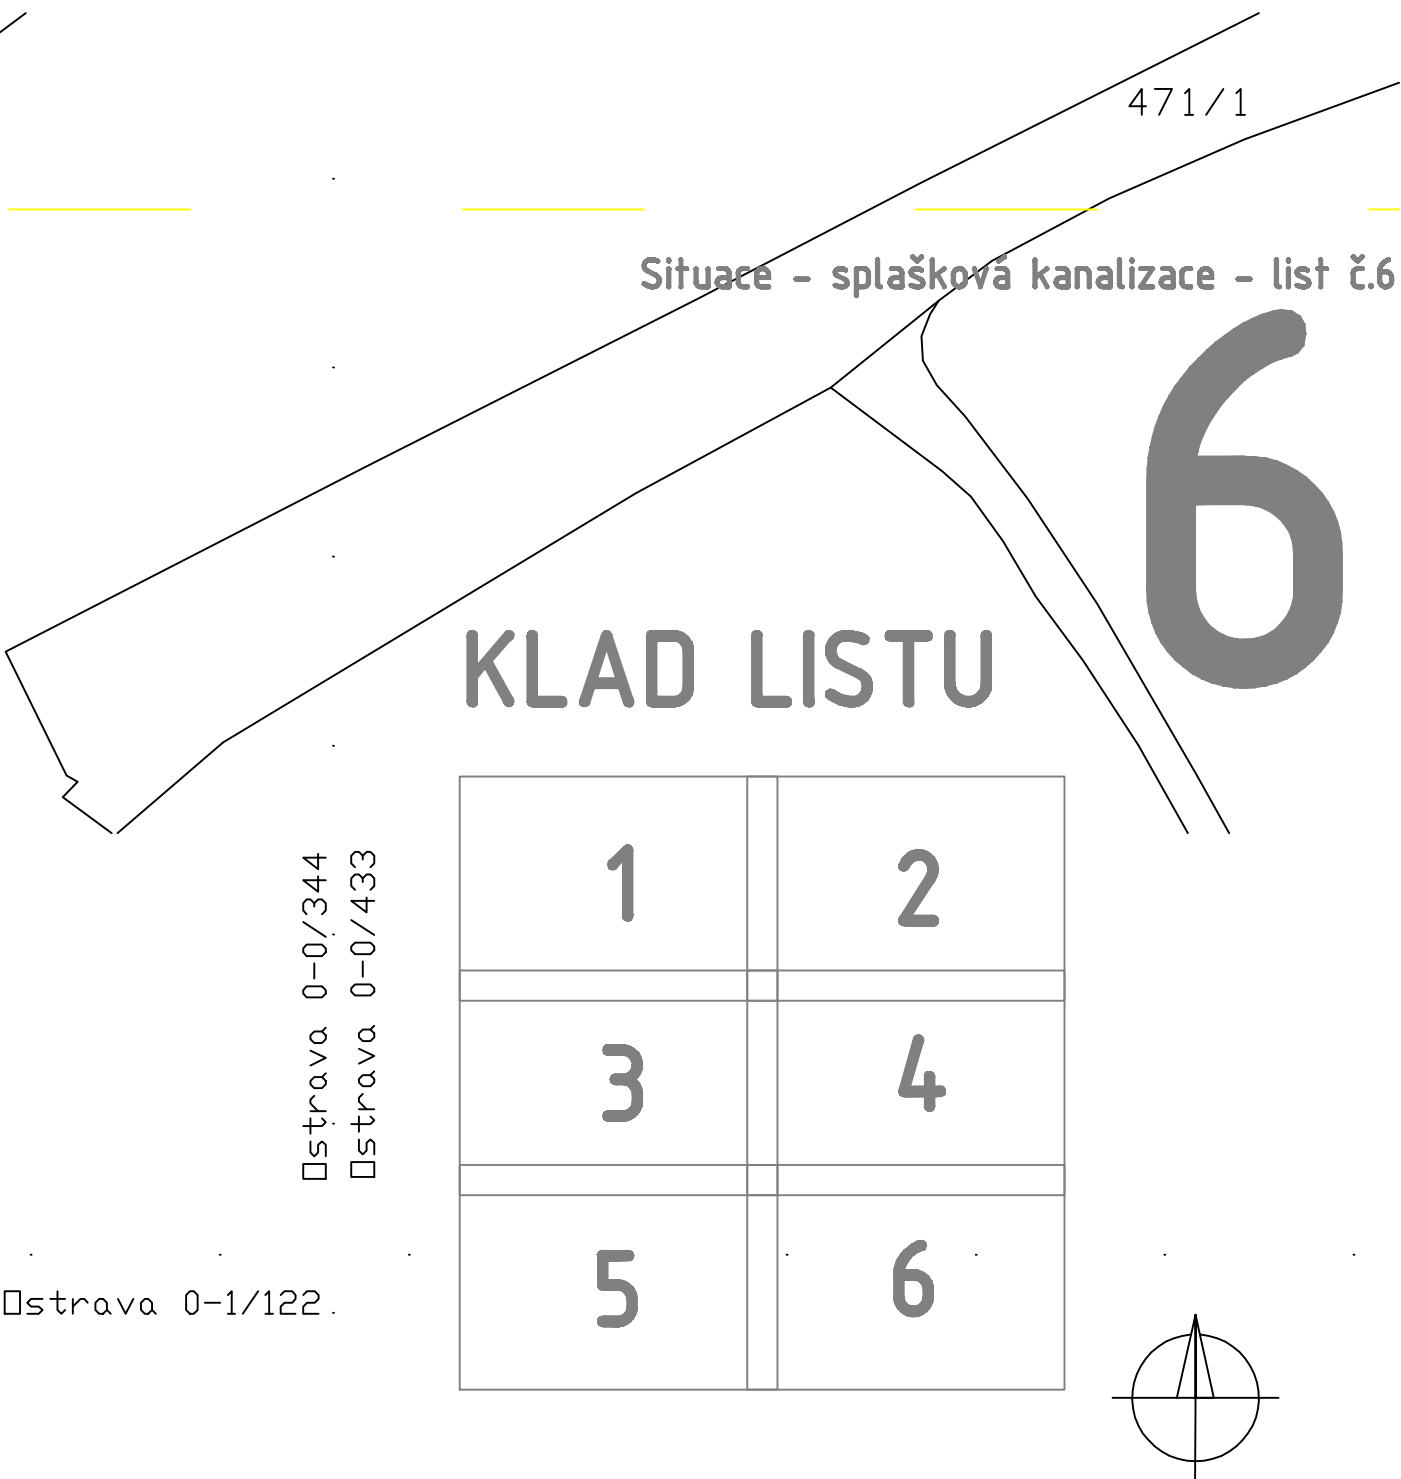 471/1
Situace - splašková kanalizace - list č.6
6
KLAD LISTU
1 2
Ostrava 0-0/344
Ostrava 0-0/433
3 4
5 6
Ostrava 0-1/122